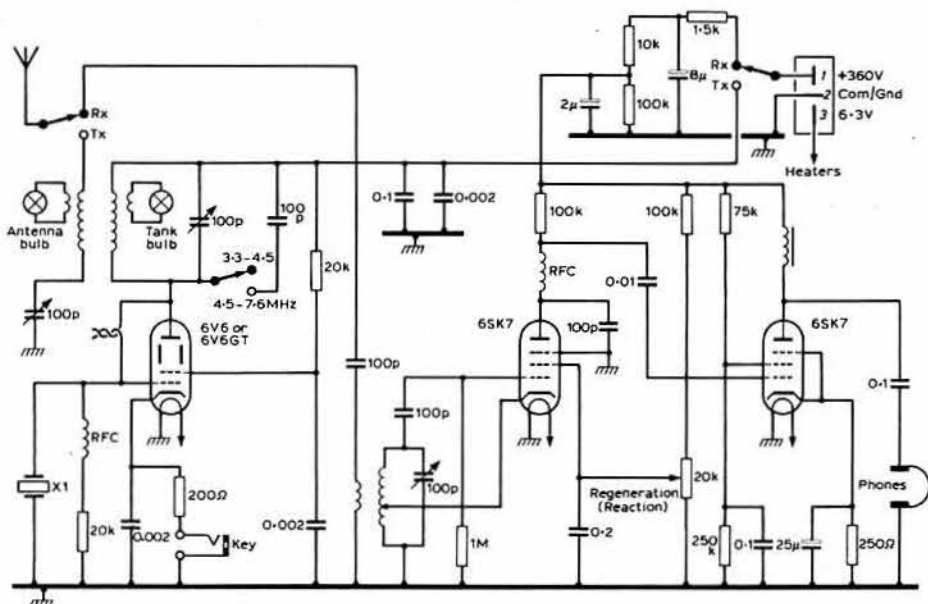 1·5k
10k
8μ
Rx
Tx
1
+360V
2
Com/Gnd
3
6·3V
Heaters
100k
2μ
Rx
Tx
Antenna
bulb
Tank
bulb
100p
100
p
0·1
0·002
100k
100k
75k
3·3-4·5
4·5-7·6MHz
20k
RFC
0·01
100p
6V6 or
6V6GT
100p
6SK7
100p
6SK7
0·1
100p
RFC
100p
X1
200Ω
Regeneration
(Reaction)
20k
Phones
20k
0·002
Key
0·002
1M
0·2
250
k
0·1
25μ
250Ω